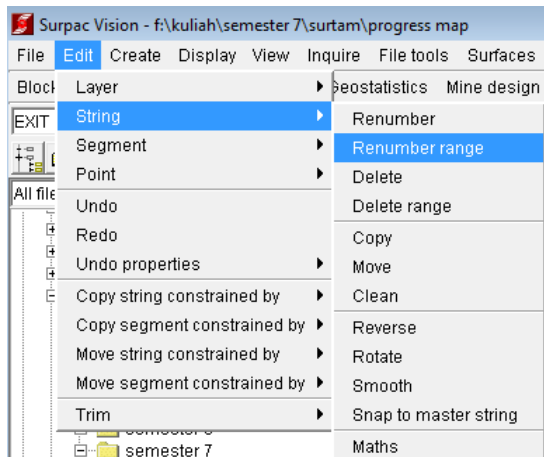 Surpac Vision - f:\kuliah\semester 7\surtam\progress map
File Edit Create Display View Inquire File tools Surfaces
Layer
Geostatistics Mine design
EXIT
String
Segment
Point
All file
Undo
Redo
Undo properties
Copy string constrained by
Copy segment constrained by
Move string constrained by
Move segment constrained by
Trim
Renumber
Renumber range
Delete
Delete range
Copy
Move
Clean
Reverse
Rotate
Smooth
Snap to master string
Maths
semester 7